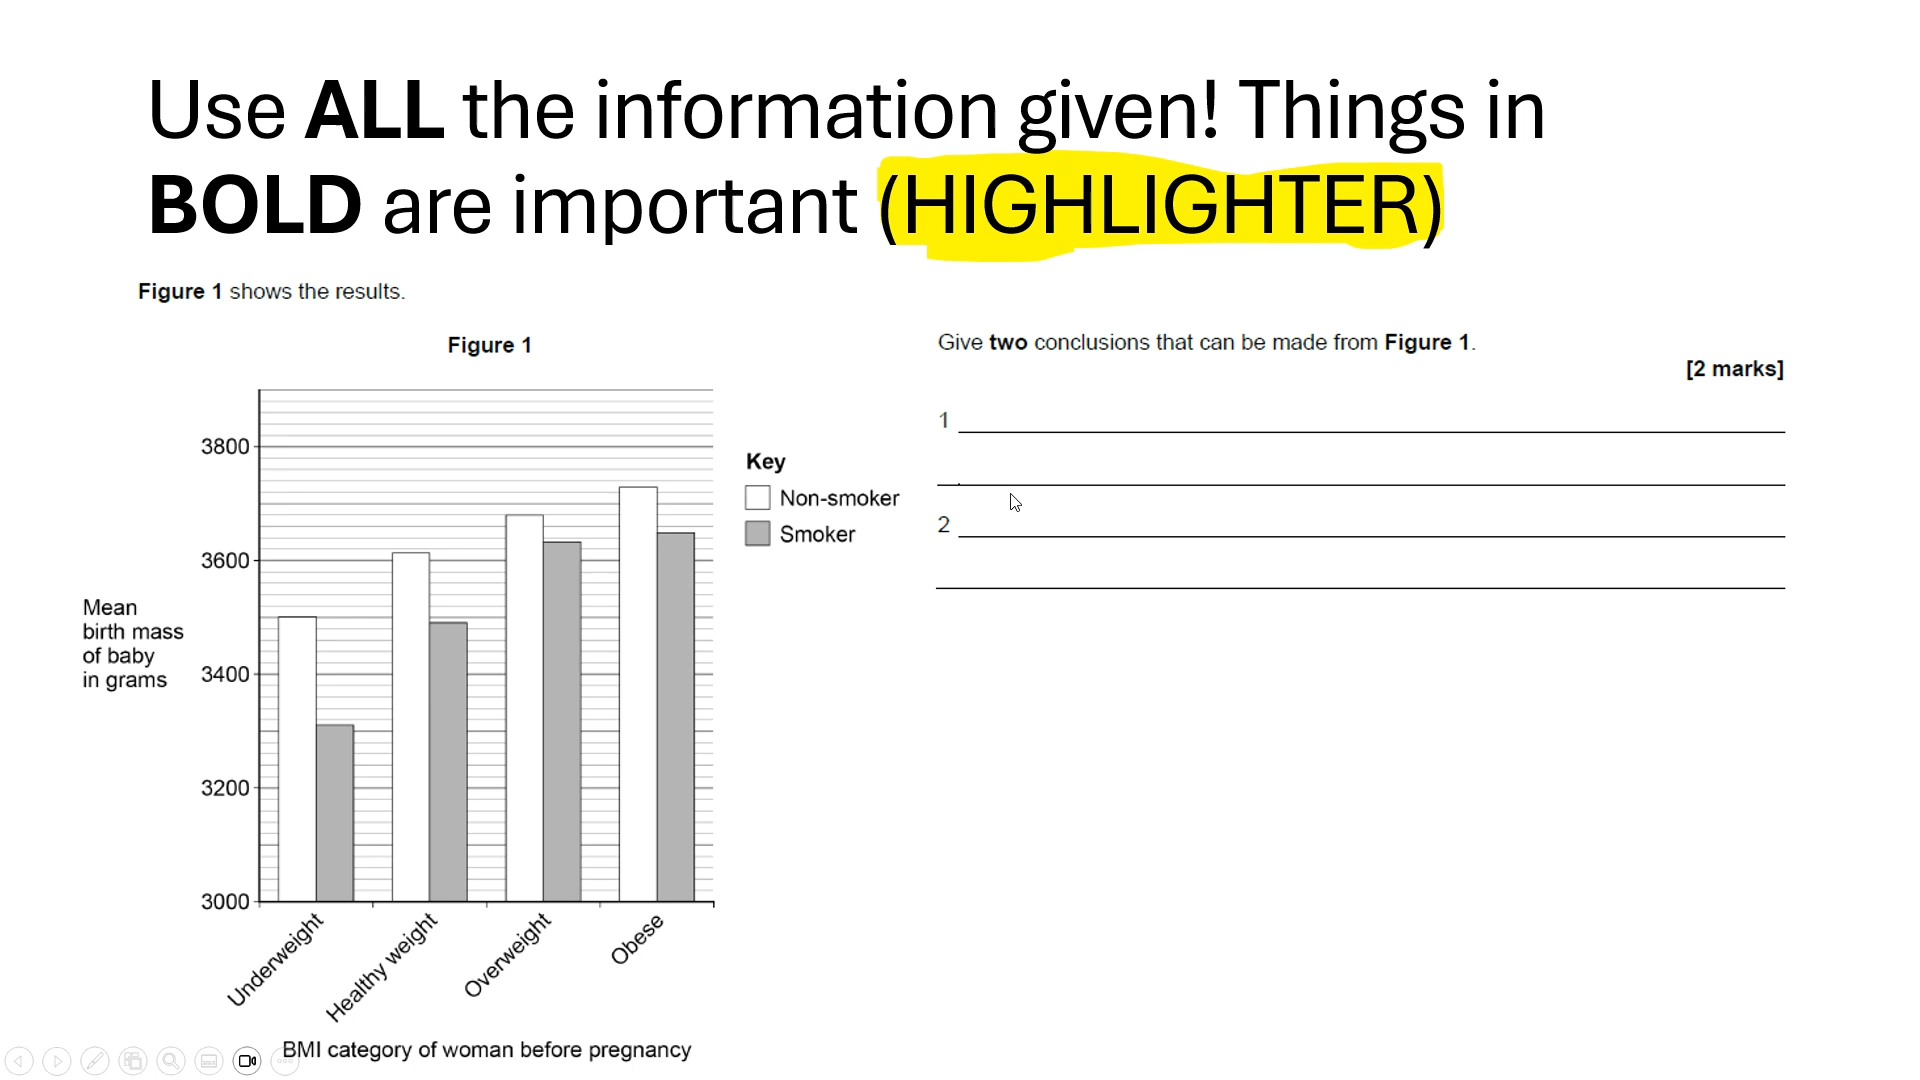 Use ALL the information given! Things in
BOLD are important (HIGHLIGHTER)
Figure 1 shows the results.
Figure 1
3800
3600
3400
3200
3000
Mean
birth mass
of baby
in grams
Underweight
Healthy weight
Overweight
Obese
BMI category of woman before pregnancy
Key
Non-smoker
Smoker
Give two conclusions that can be made from Figure 1.
[2 marks]
1
2